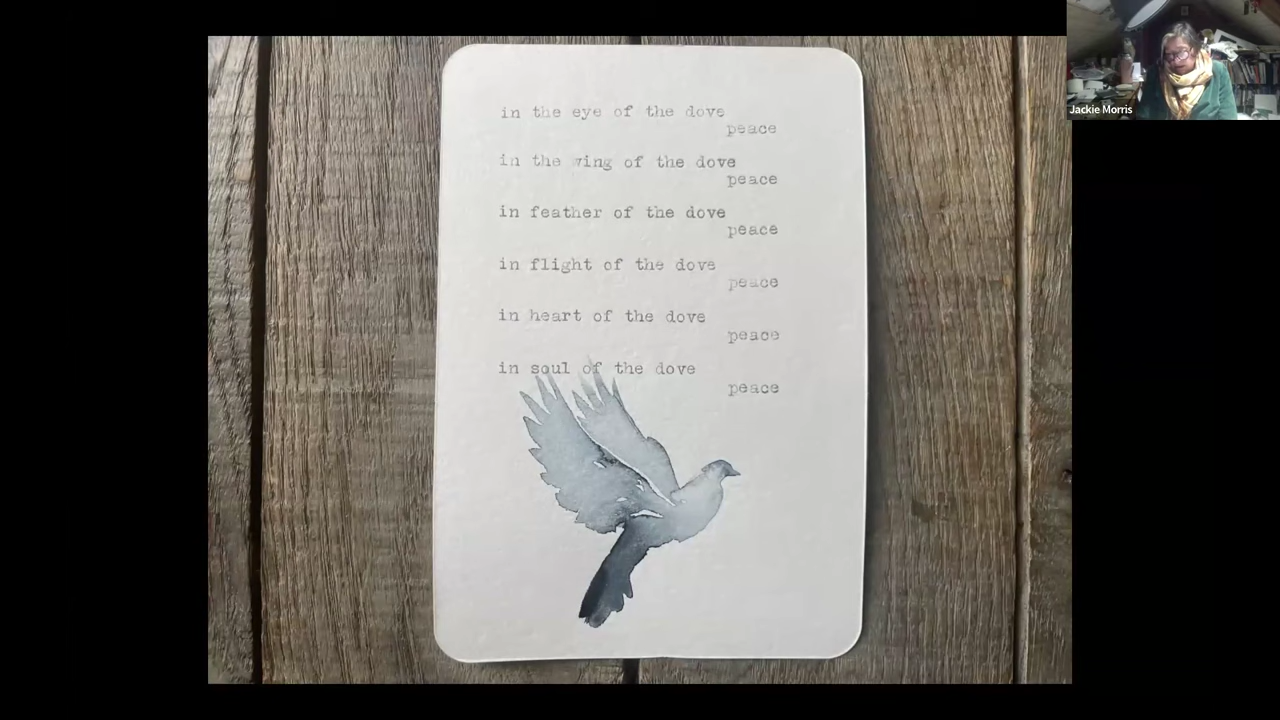 in the eye of the dove
peace
in the wing of the dove
peace
in feather of the dove
peace
in flight of the dove
peace
in heart of the dove
peace
in soul of the dove
peace
Jackie Morris